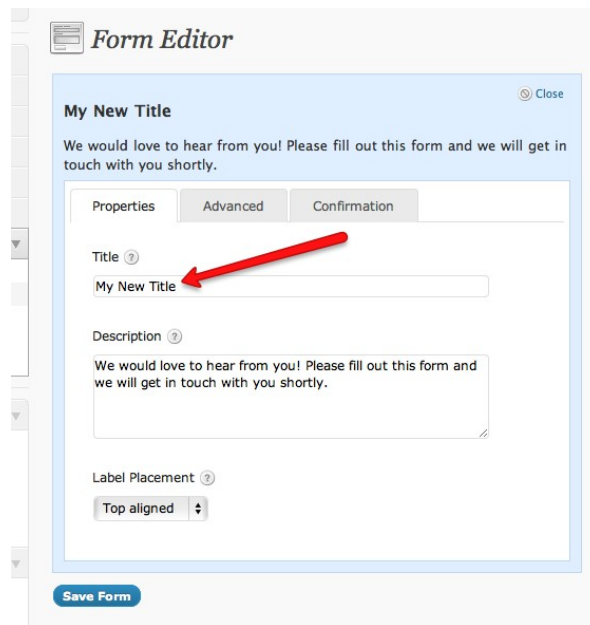 Form Editor
Close
My New Title
We would love to hear from you! Please fill out this form and we will get in
touch with you shortly.
Properties Advanced Confirmation
Title ?
My New Title
Description ?
We would love to hear from you! Please fill out this form and
we will get in touch with you shortly.
Label Placement ?
Top aligned
Save Form